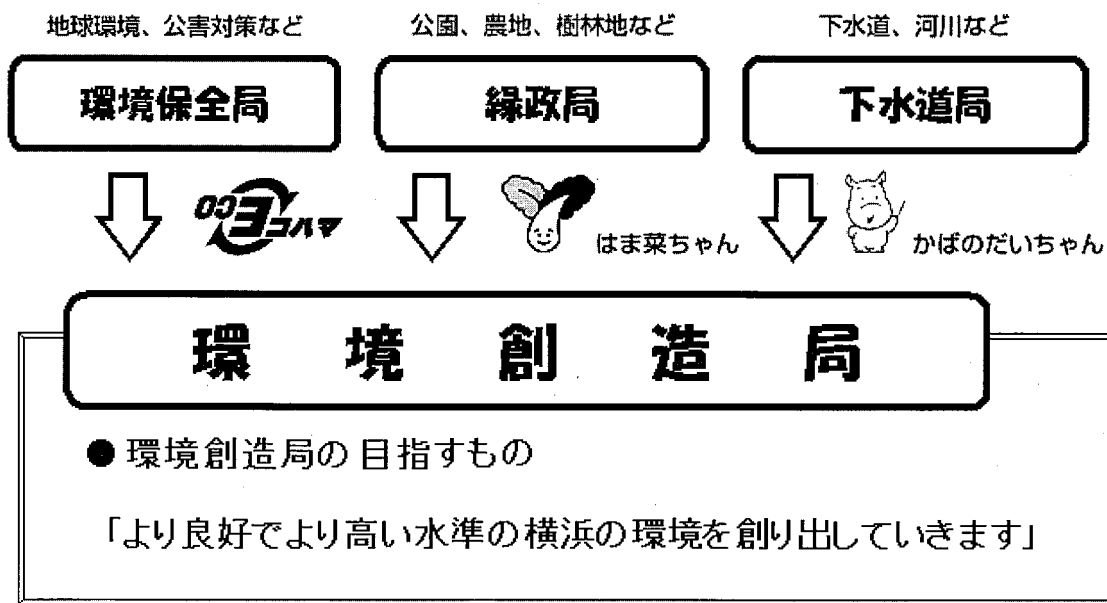 地球環境、公害対策など
公園、農地、樹林地など
下水道、河川など
環境保全局
緑政局
下水道局
ECO
ヨコハマ
はま菜ちゃん
かばのだいちゃん
環境創造局
●環境創造局の目指すもの
「より良好でより高い水準の横浜の環境を創り出していきます」